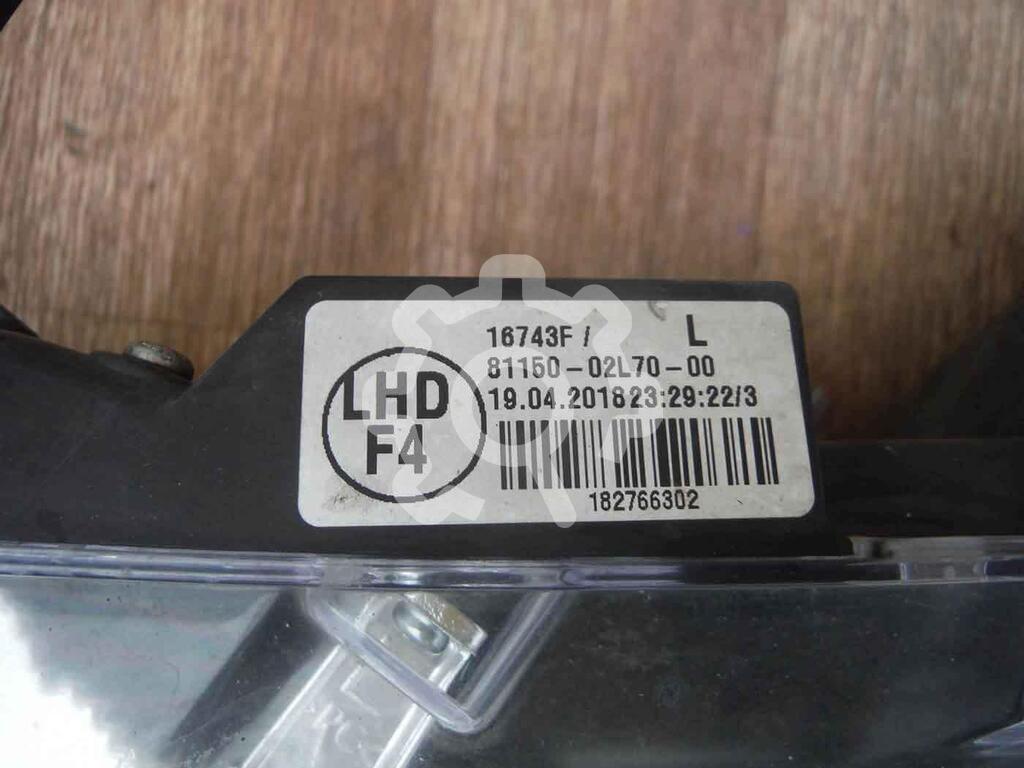 16743F / L
81150-02L70-00
LHD
F4
19.04.201823:29:22/3
182766302